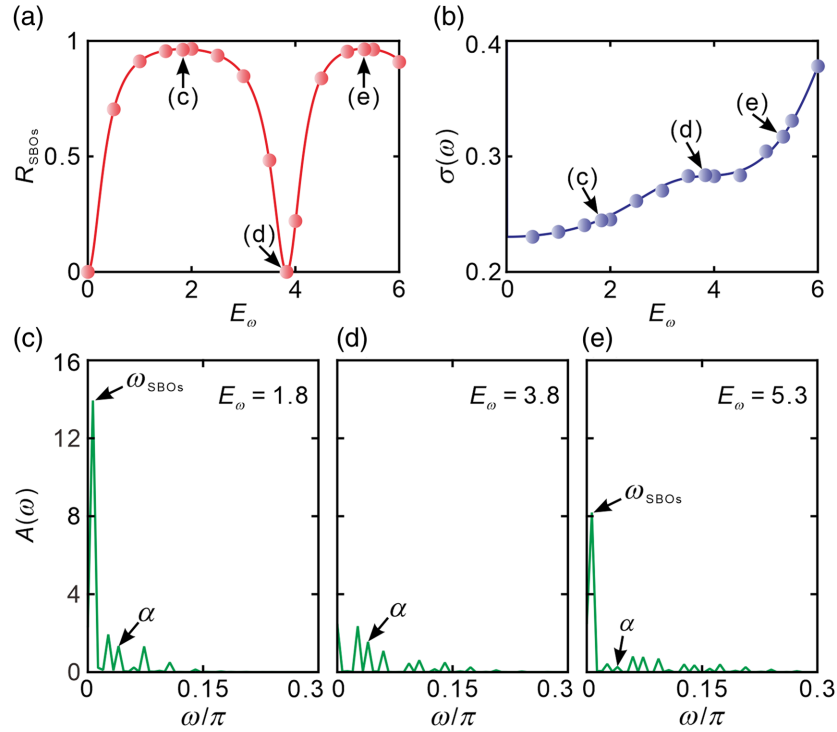 (a)
1
0.5
0
R_SBOs
(c)
(e)
(d)
0 2 4 6
E_ω
(b)
0.4
0.3
0.2
σ(ω)
(c)
(d)
(e)
0 2 4 6
E_ω
(c)
16
12
8
4
0
A(ω)
ω_SBOs
E_ω = 1.8
α
0 0.15 0.3
ω/π
(d)
E_ω = 3.8
α
0 0.15 0.3
ω/π
(e)
E_ω = 5.3
ω_SBOs
α
0 0.15 0.3
ω/π